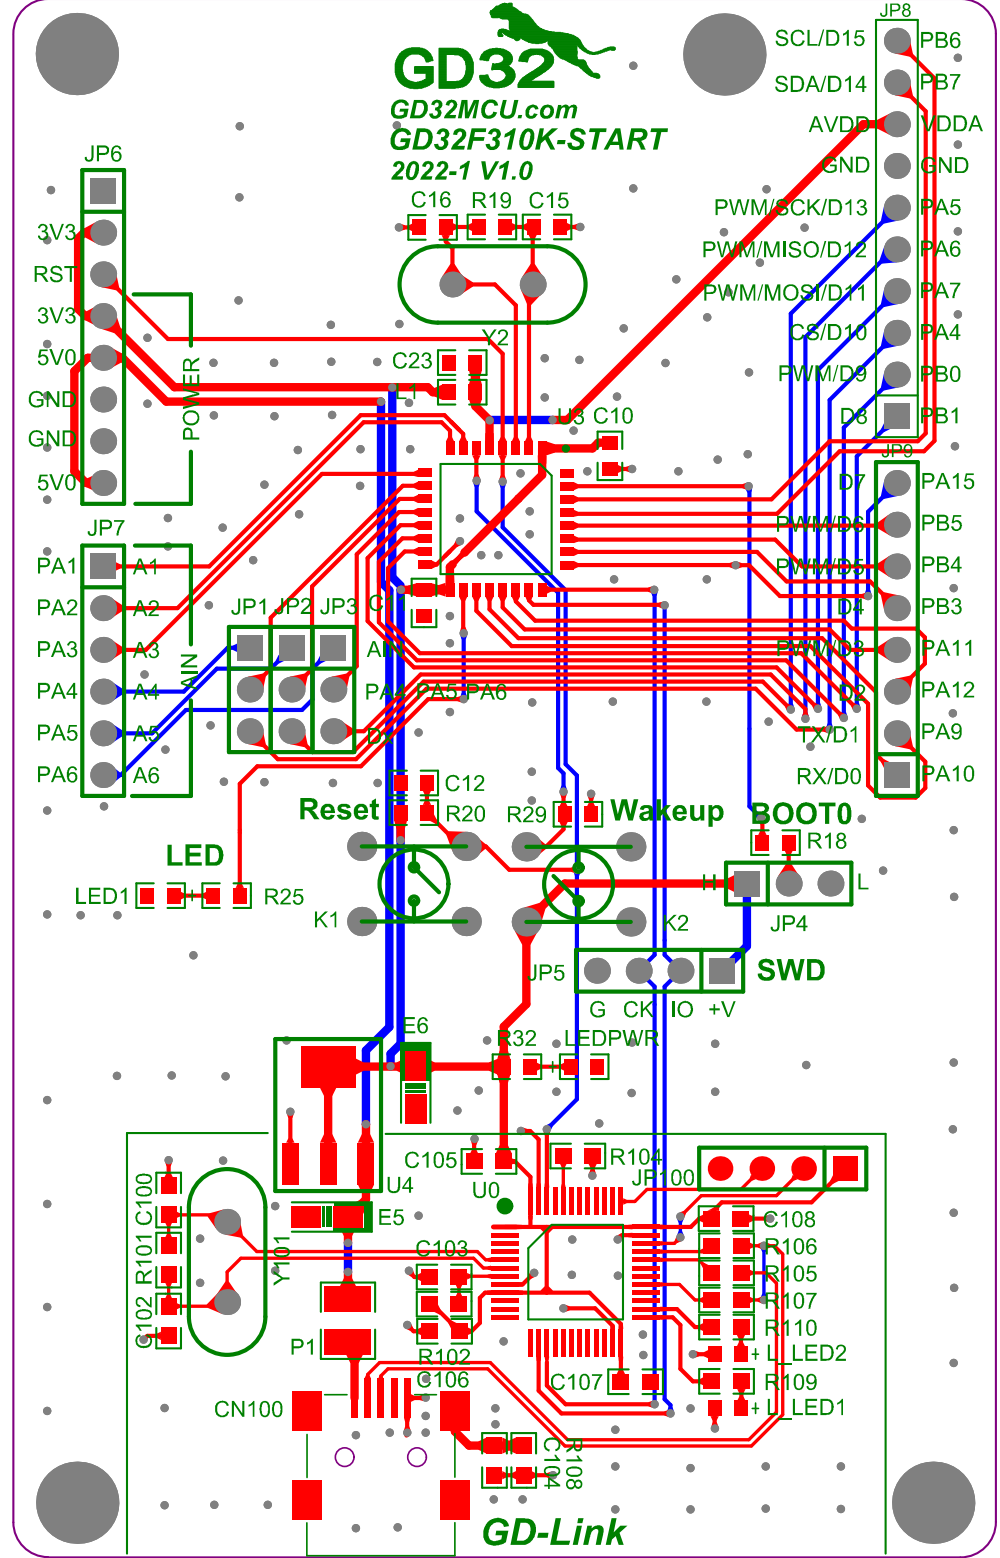 GD32
GD32MCU.com
GD32F310K-START
2022-1 V1.0
JP8
SCL/D15 PB6
SDA/D14 PB7
AVDD VDDA
GND GND
PWM/SCK/D13 PA5
PWM/MISO/D12 PA6
PWM/MOSI/D11 PA7
CS/D10 PA4
PWM/D9 PB0
D8 PB1
JP6
3V3
RST
3V3
5V0
GND
GND
5V0
POWER
C16 R19 C15
Y2
C23
L1
U3 C10
JP9
D7 PA15
PWM/D6 PB5
PWM/D5 PB4
D4 PB3
PWM/D3 PA11
D2 PA12
TX/D1 PA9
RX/D0 PA10
JP7
PA1 A1
PA2 A2
PA3 A3
PA4 A4
PA5 A5
PA6 A6
AIN
JP1 JP2 JP3
PA4 PA5 PA6
C12
Reset R20 R29 Wakeup BOOT0
R18
LED
LED1 + R25
K1 K2
H L
JP4
JP5 SWD
G CK IO +V
E6
R32 LEDPWR
+
C105 R104
U0 JP100
U4
E5
C100
R101
C102
Y101
C103
R102
C106
P1
CN100
C107
C108
R106
R105
R107
R110
+ L_LED2
R109
+ L_LED1
C104
R108
GD-Link